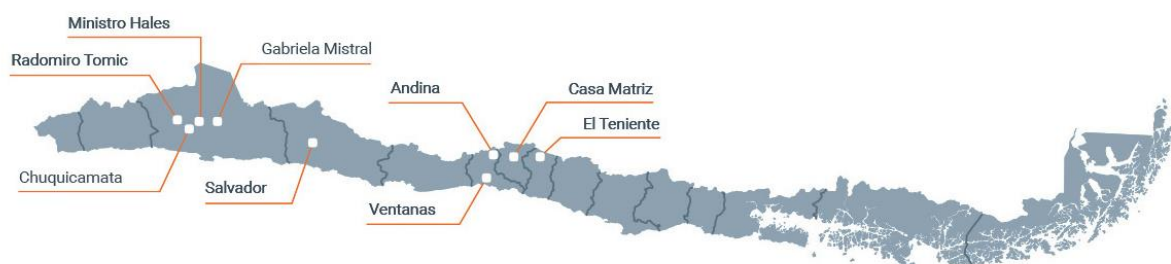 Ministro Hales
Radomiro Tomic
Gabriela Mistral
Andina
Casa Matriz
El Teniente
Chuquicamata
Salvador
Ventanas